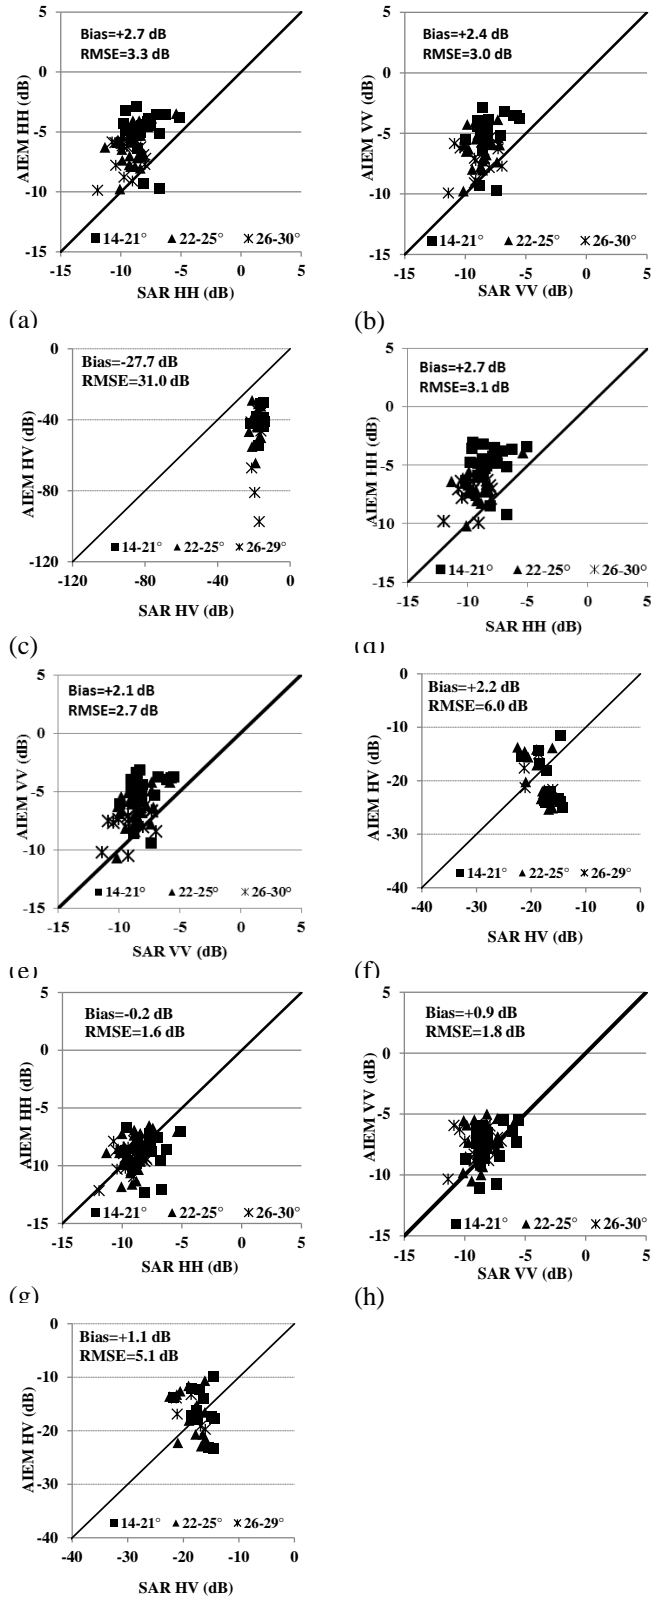 Bias=+2.7 dB
RMSE=3.3 dB
5
0
-5
-10
-15
AIEM HH (dB)
14-21° 22-25° 26-30°
-15 -10 -5 0 5
SAR HH (dB)
(a)
Bias=+2.4 dB
RMSE=3.0 dB
5
0
-5
-10
-15
AIEM VV (dB)
14-21° 22-25° 26-30°
-15 -10 -5 0 5
SAR VV (dB)
(b)
Bias=-27.7 dB
RMSE=31.0 dB
0
-40
-80
-120
AIEM HV (dB)
14-21° 22-25° 26-29°
-120 -80 -40 0
SAR HV (dB)
(c)
Bias=+2.7 dB
RMSE=3.1 dB
5
0
-5
-10
-15
AIEM HH (dB)
14-21° 22-25° 26-30°
-15 -10 -5 0 5
SAR HH (dB)
(d)
Bias=+2.1 dB
RMSE=2.7 dB
5
0
-5
-10
-15
AIEM VV (dB)
14-21° 22-25° 26-30°
-15 -10 -5 0 5
SAR VV (dB)
(e)
Bias=+2.2 dB
RMSE=6.0 dB
0
-10
-20
-30
-40
AIEM HV (dB)
14-21° 22-25° 26-29°
-40 -30 -20 -10 0
SAR HV (dB)
(f)
Bias=-0.2 dB
RMSE=1.6 dB
5
0
-5
-10
-15
AIEM HH (dB)
14-21° 22-25° 26-30°
-15 -10 -5 0 5
SAR HH (dB)
(g)
Bias=+0.9 dB
RMSE=1.8 dB
5
0
-5
-10
-15
AIEM VV (dB)
14-21° 22-25° 26-30°
-15 -10 -5 0 5
SAR VV (dB)
(h)
Bias=+1.1 dB
RMSE=5.1 dB
0
-10
-20
-30
-40
AIEM HV (dB)
14-21° 22-25° 26-29°
-40 -30 -20 -10 0
SAR HV (dB)